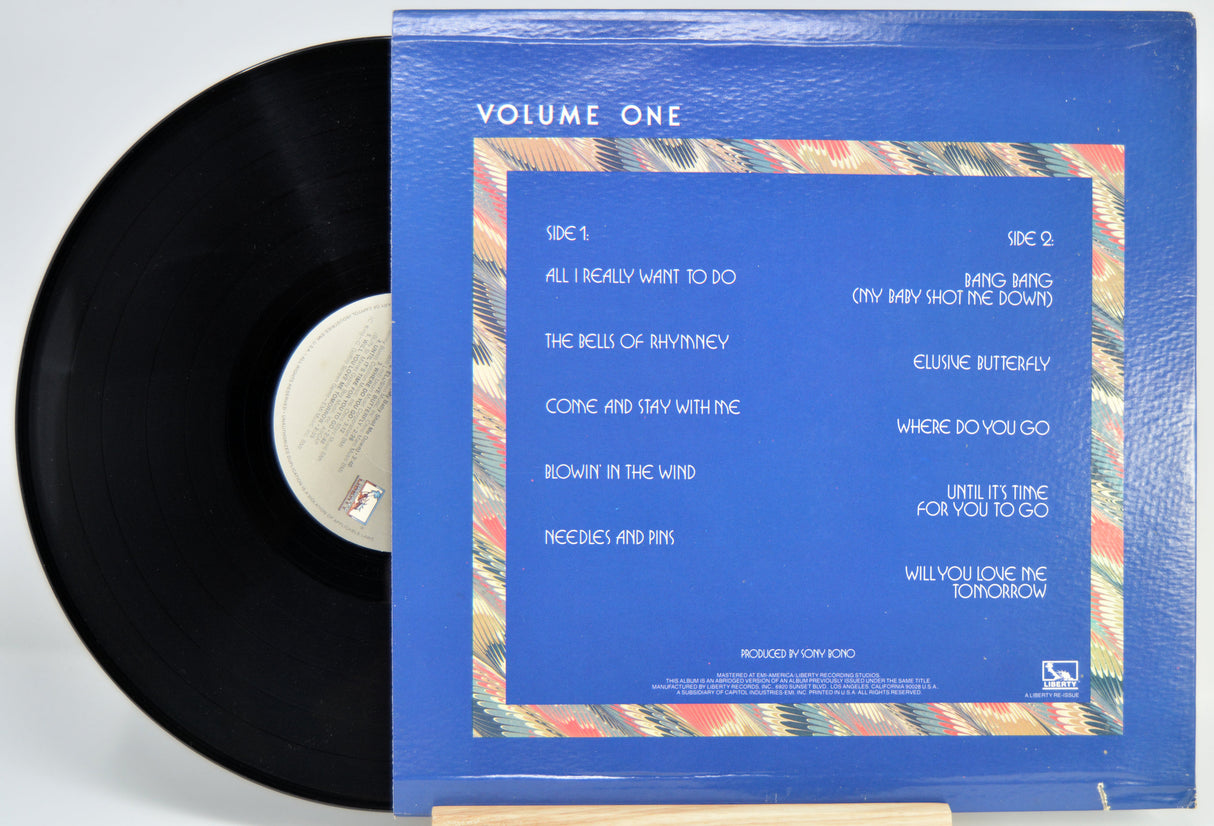 VOLUME ONE
SIDE 1:
ALL I REALLY WANT TO DO
THE BELLS OF RHYMNEY
COME AND STAY WITH ME
BLOWIN' IN THE WIND
NEEDLES AND PINS
SIDE 2:
BANG BANG
(MY BABY SHOT ME DOWN)
ELUSIVE BUTTERFLY
WHERE DO YOU GO
UNTIL IT'S TIME
FOR YOU TO GO
WILL YOU LOVE ME
TOMORROW
PRODUCED BY SONY BONO
MASTERED AT EMI-AMERICA/LIBERTY RECORDING STUDIOS.
THIS ALBUM IS AN ABRIDGED VERSION OF AN ALBUM PREVIOUSLY ISSUED UNDER THE SAME TITLE.
MANUFACTURED BY LIBERTY RECORDS, INC. 6920 SUNSET BLVD., LOS ANGELES, CALIFORNIA 90028 U.S.A.,
A SUBSIDIARY OF CAPITOL INDUSTRIES-EMI, INC. PRINTED IN U.S.A. ALL RIGHTS RESERVED.
LIBERTY
A LIBERTY RE-ISSUE
LIBERTY